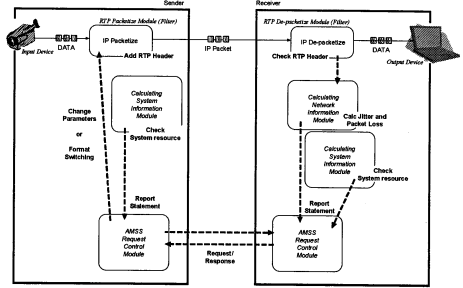 Sender
Receiver
RTP Packetize Module (Filter)
RTP De-packetize Module (Filter)
IP Packetize
IP De-packetize
Input Device
DATA
Add RTP Header
IP Packet
Check RTP Header
DATA
Output Device
Calculating
System
Information
Module
Check
System resource
Change
Parameters
or
Format
Switching
Calculating
Network
Information
Module
Calc Jitter and
Packet Loss
Calculating
System
Information
Module
Check
System resource
Report
Statement
Report
Statement
AMSS
Request
Control
Module
Request/
Response
AMSS
Request
Control
Module